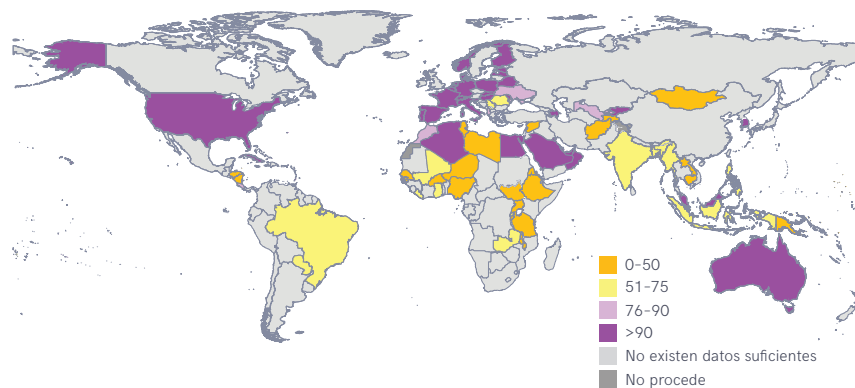 0–50
51–75
76–90
>90
No existen datos suficientes
No procede